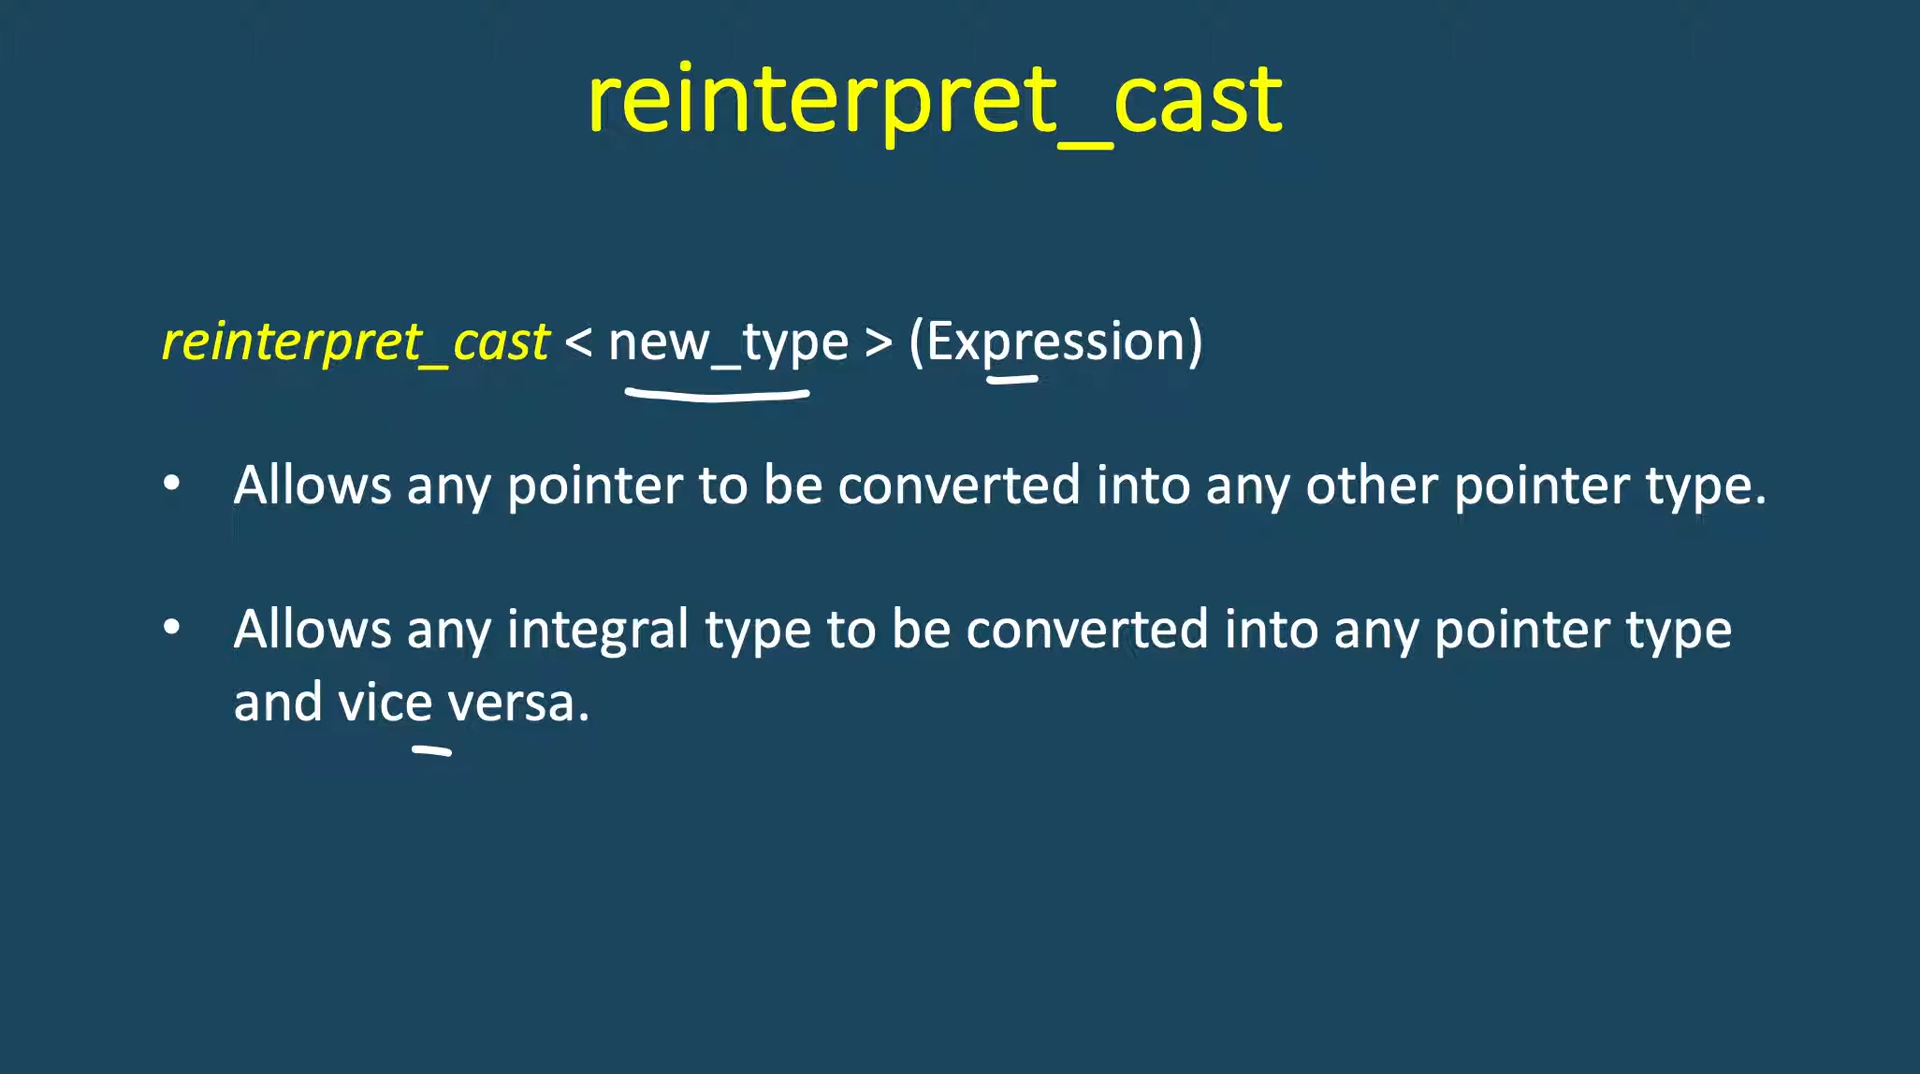 reinterpret_cast
reinterpret_cast < new_type > (Expression)
• Allows any pointer to be converted into any other pointer type.
• Allows any integral type to be converted into any pointer type
and vice versa.